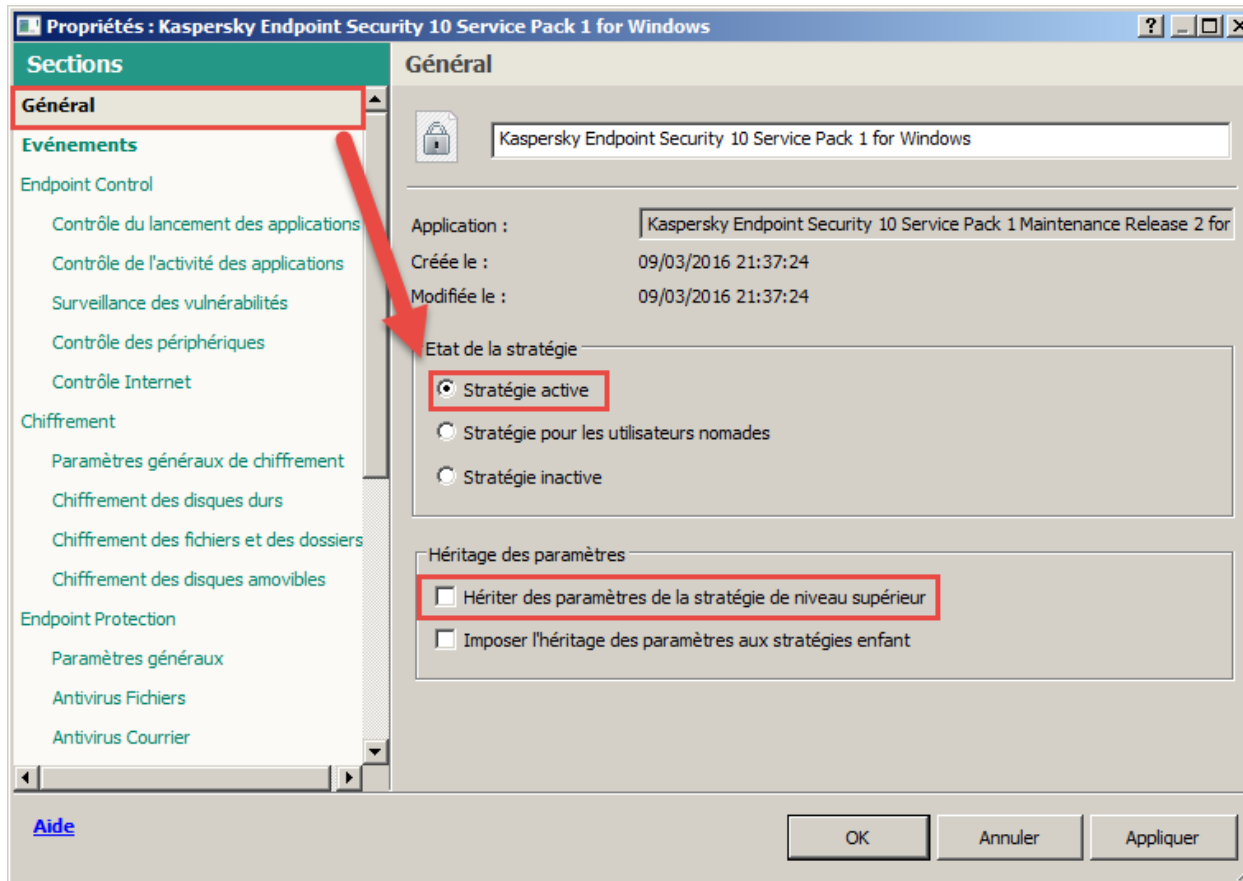 Propriétés : Kaspersky Endpoint Security 10 Service Pack 1 for Windows
Sections
Général
Evénements
Endpoint Control
Contrôle du lancement des applications
Contrôle de l'activité des applications
Surveillance des vulnérabilités
Contrôle des périphériques
Contrôle Internet
Chiffrement
Paramètres généraux de chiffrement
Chiffrement des disques durs
Chiffrement des fichiers et des dossiers
Chiffrement des disques amovibles
Endpoint Protection
Paramètres généraux
Antivirus Fichiers
Antivirus Courrier
Général
Kaspersky Endpoint Security 10 Service Pack 1 for Windows
Application : Kaspersky Endpoint Security 10 Service Pack 1 Maintenance Release 2 for
Créée le : 09/03/2016 21:37:24
Modifiée le : 09/03/2016 21:37:24
Etat de la stratégie
Stratégie active
Stratégie pour les utilisateurs nomades
Stratégie inactive
Héritage des paramètres
Hériter des paramètres de la stratégie de niveau supérieur
Imposer l'héritage des paramètres aux stratégies enfant
Aide
OK Annuler Appliquer